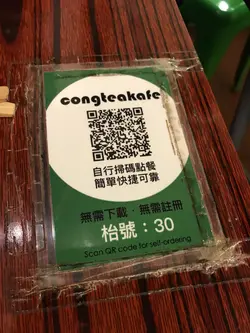 congteakafe
自行掃碼點餐
簡單快捷可靠
無需下載，無需註冊
枱號：30
Scan QR code for self-ordering